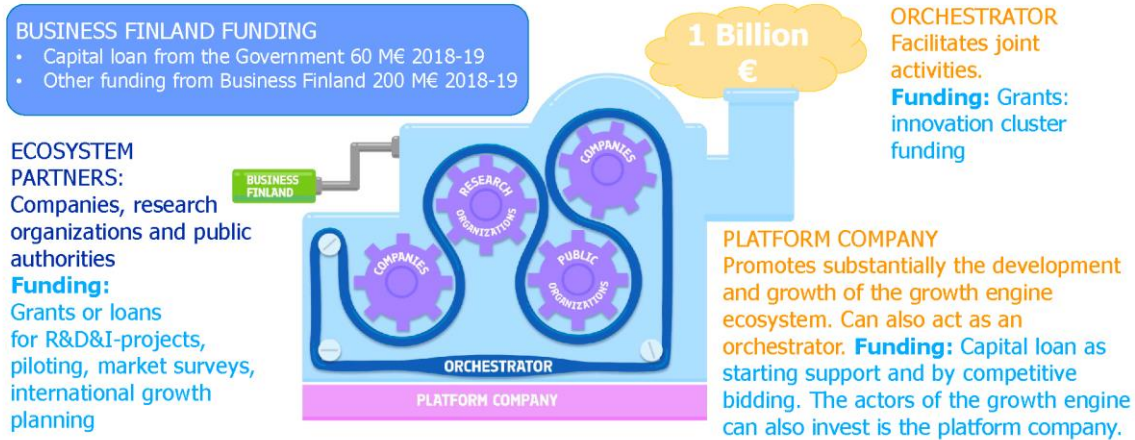 BUSINESS FINLAND FUNDING
• Capital loan from the Government 60 M€ 2018-19
• Other funding from Business Finland 200 M€ 2018-19
1 Billion
€
ORCHESTRATOR
Facilitates joint
activities.
Funding: Grants:
innovation cluster
funding
ECOSYSTEM
PARTNERS:
Companies, research
organizations and public
authorities
Funding:
Grants or loans
for R&D&I-projects,
piloting, market surveys,
international growth
planning
BUSINESS
FINLAND
COMPANIES
RESEARCH
ORGANIZATIONS
COMPANIES
PUBLIC
ORGANIZATIONS
ORCHESTRATOR
PLATFORM COMPANY
PLATFORM COMPANY
Promotes substantially the development
and growth of the growth engine
ecosystem. Can also act as an
orchestrator. Funding: Capital loan as
starting support and by competitive
bidding. The actors of the growth engine
can also invest is the platform company.